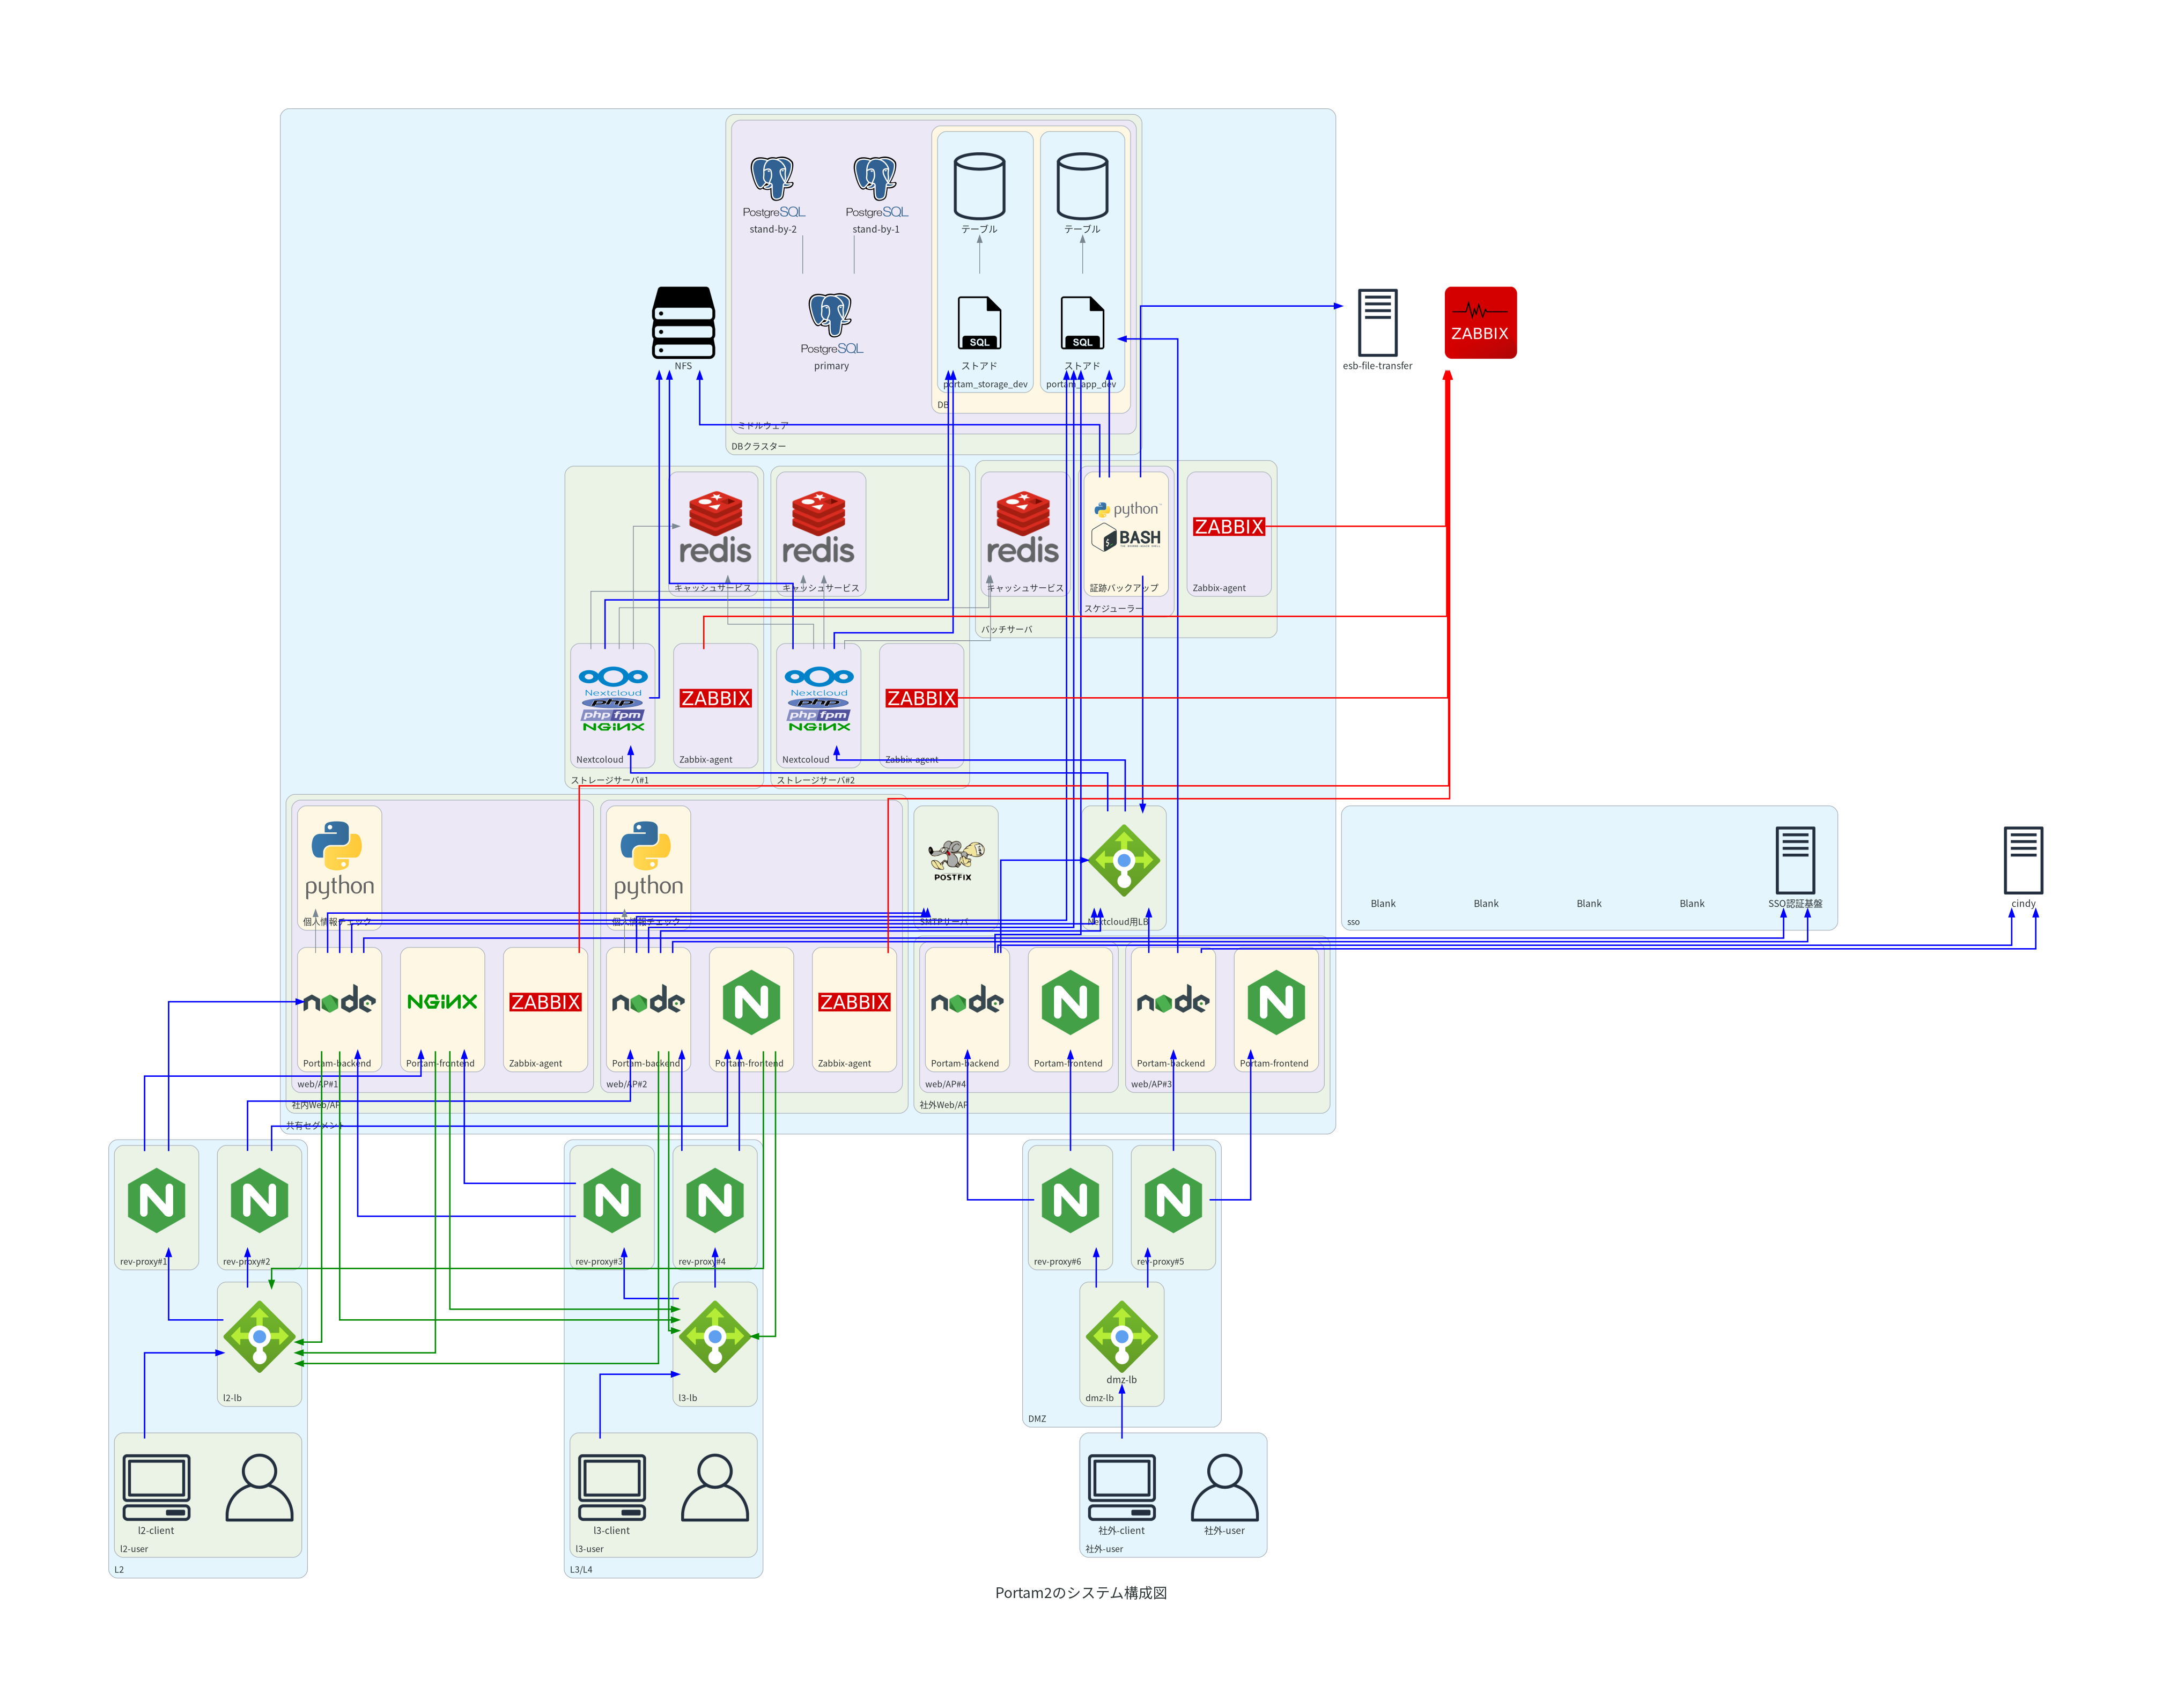 PostgreSQL
stand-by-2
PostgreSQL
stand-by-1
テーブル
テーブル
NFS
PostgreSQL
primary
SQL
ストアド
portam_storage_dev
SQL
ストアド
portam_app_dev
DB
ミドルウェア
DBクラスター
esb-file-transfer
ZABBIX
redis
キャッシュサービス
redis
キャッシュサービス
redis
キャッシュサービス
python
BASH
証跡バックアップ
スケジューラー
ZABBIX
Zabbix-agent
バッチサーバ
Nextcloud
php
php fpm
NGiNX
Nextcoloud
ZABBIX
Zabbix-agent
ストレージサーバ#1
Nextcloud
php
php fpm
NGiNX
Nextcoloud
ZABBIX
Zabbix-agent
ストレージサーバ#2
python
個人情報チェック
python
個人情報チェック
POSTFIX
SMTPサーバ
Nextcloud用LB
Blank
Blank
Blank
Blank
SSO認証基盤
sso
cindy
node
Portam-backend
NGiNX
Portam-frontend
ZABBIX
Zabbix-agent
web/AP#1
node
Portam-backend
N
Portam-frontend
ZABBIX
Zabbix-agent
web/AP#2
社内Web/AP
node
Portam-backend
N
Portam-frontend
web/AP#4
node
Portam-backend
N
Portam-frontend
web/AP#3
社外Web/AP
共有セグメント
N
rev-proxy#1
N
rev-proxy#2
N
rev-proxy#3
N
rev-proxy#4
N
rev-proxy#6
N
rev-proxy#5
l2-lb
l3-lb
dmz-lb
dmz-lb
DMZ
l2-client
l2-user
L2
l3-client
l3-user
L3/L4
社外-client
社外-user
社外-user
Portam2のシステム構成図